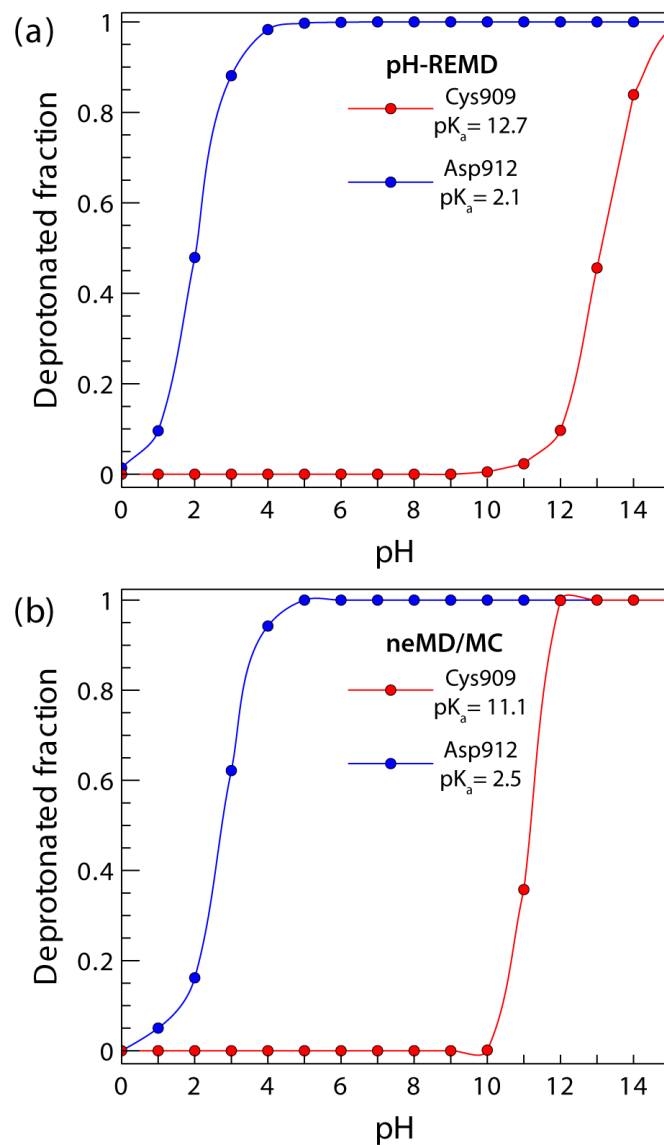 (a)
1
0.8
0.6
0.4
0.2
0
Deprotonated fraction
pH-REMD
Cys909
pKₐ= 12.7
Asp912
pKₐ= 2.1
0 2 4 6 8 10 12 14
pH
(b)
1
0.8
0.6
0.4
0.2
0
Deprotonated fraction
neMD/MC
Cys909
pKₐ= 11.1
Asp912
pKₐ= 2.5
0 2 4 6 8 10 12 14
pH